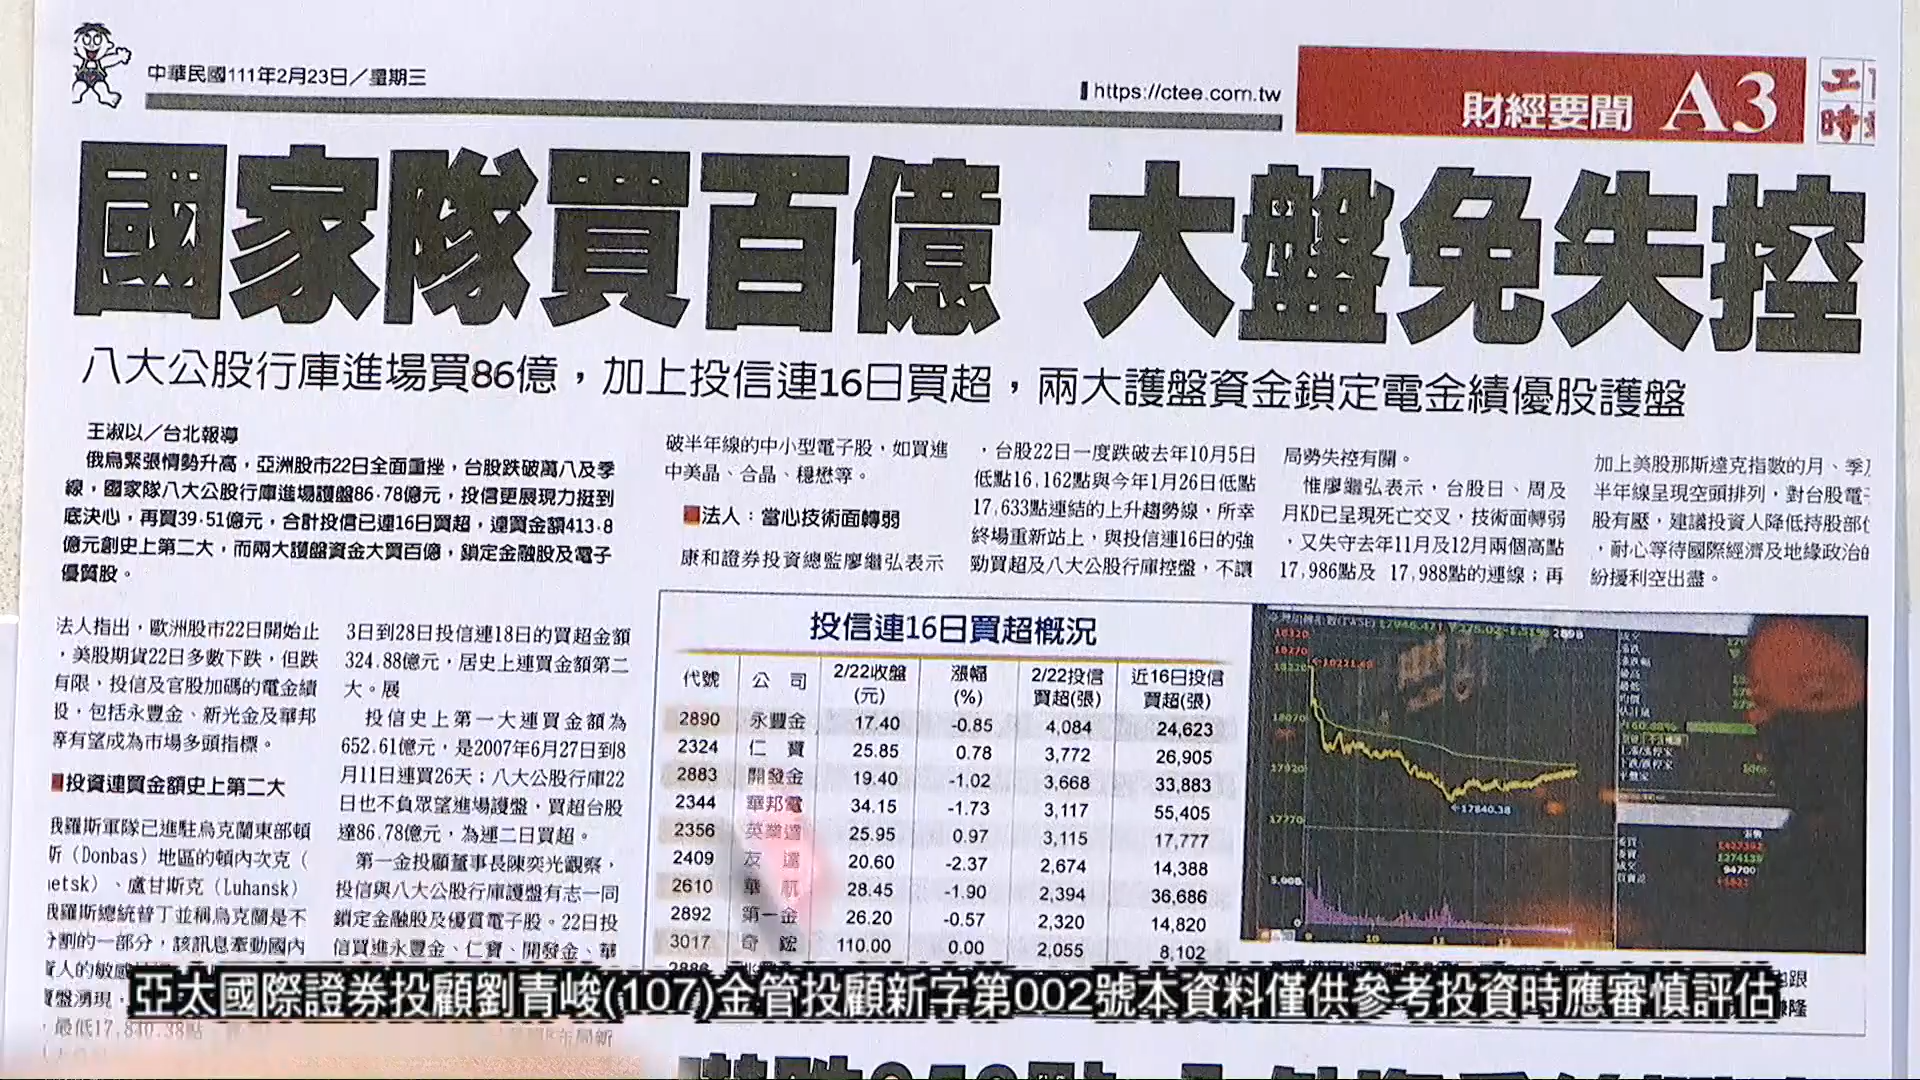 中華民國111年2月23日／星期三
https://ctee.com.tw
財經要聞 A3
國家隊買百億 大盤免失控
八大公股行庫進場買86億，加上投信連16日買超，兩大護盤資金鎖定電金績優股護盤
王淑以／台北報導
俄烏緊張情勢升高，亞洲股市22日全面重挫，台股跌破萬八及季
線，國家隊八大公股行庫進場護盤86.78億元，投信更展現力挺到
底決心，再買39.51億元，合計投信已連16日買超，連買金額413.8
億元創史上第二大，而兩大護盤資金大買百億，鎖定金融股及電子
優質股。
法人指出，歐洲股市22日開始止
，美股期貨22日多數下跌，但跌
有限，投信及官股加碼的電金績
股，包括永豐金、新光金及華邦
等有望成為市場多頭指標。
投資連買金額史上第二大
俄羅斯軍隊已進駐烏克蘭東部頓
斯（Donbas）地區的頓內次克（
netsk）、盧甘斯克（Luhansk）
俄羅斯總統普丁並稱烏克蘭是不
分割的一部分，該訊息牽動國內
資人的敏感
賣盤湧現，
，最低17,840.38點
3日到28日投信連18日的買超金額
324.88億元，居史上連買金額第二
大。展
投信史上第一大連買金額為
652.61億元，是2007年6月27日到8
月11日連買26天；八大公股行庫22
日也不負眾望進場護盤，買超台股
達86.78億元，為連二日買超。
第一金投顧董事長陳奕光觀察，
投信與八大公股行庫護盤有志一同
鎖定金融股及優質電子股。22日投
信買進永豐金、仁寶、開發金、華
破半年線的中小型電子股，如買進
中美晶、合晶、穩懋等。
法人：當心技術面轉弱
康和證券投資總監廖繼弘表示
，台股22日一度跌破去年10月5日
低點16,162點與今年1月26日低點
17,633點連結的上升趨勢線，所幸
終場重新站上，與投信連16日的強
勁買超及八大公股行庫控盤，不讓
局勢失控有關。
惟廖繼弘表示，台股日、周及
月KD已呈現死亡交叉，技術面轉弱
，又失守去年11月及12月兩個高點
17,986點及 17,988點的連線；再
加上美股那斯達克指數的月、季及
半年線呈現空頭排列，對台股電子
股有壓，建議投資人降低持股部位
，耐心等待國際經濟及地緣政治的
紛擾利空出盡。
投信連16日買超概況
代號 公司 2/22收盤(元) 漲幅(%) 2/22投信買超(張) 近16日投信買超(張)
2890 永豐金 17.40 -0.85 4,084 24,623
2324 仁寶 25.85 0.78 3,772 26,905
2883 開發金 19.40 -1.02 3,668 33,883
2344 華邦電 34.15 -1.73 3,117 55,405
2356 英業達 25.95 0.97 3,115 17,777
2409 友達 20.60 -2.37 2,674 14,388
2610 華航 28.45 -1.90 2,394 36,686
2892 第一金 26.20 -0.57 2,320 14,820
3017 奇鋐 110.00 0.00 2,055 8,102
18320
18270
18221.49
18070
17920
17840.38
17770
亞太國際證券投顧劉青峻(107)金管投顧新字第002號本資料僅供參考投資時應審慎評估